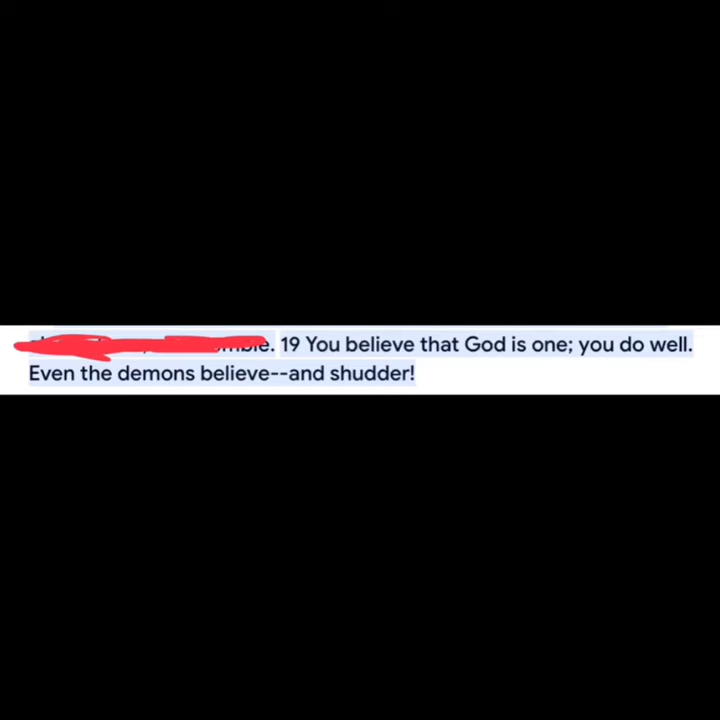 19 You believe that God is one; you do well.
Even the demons believe--and shudder!